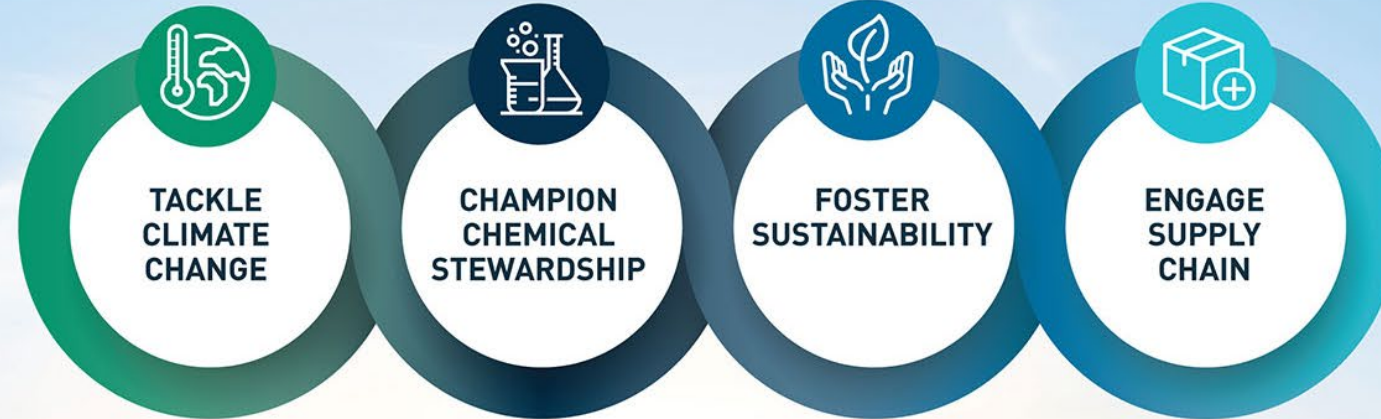 TACKLE
CLIMATE
CHANGE
CHAMPION
CHEMICAL
STEWARDSHIP
FOSTER
SUSTAINABILITY
ENGAGE
SUPPLY
CHAIN